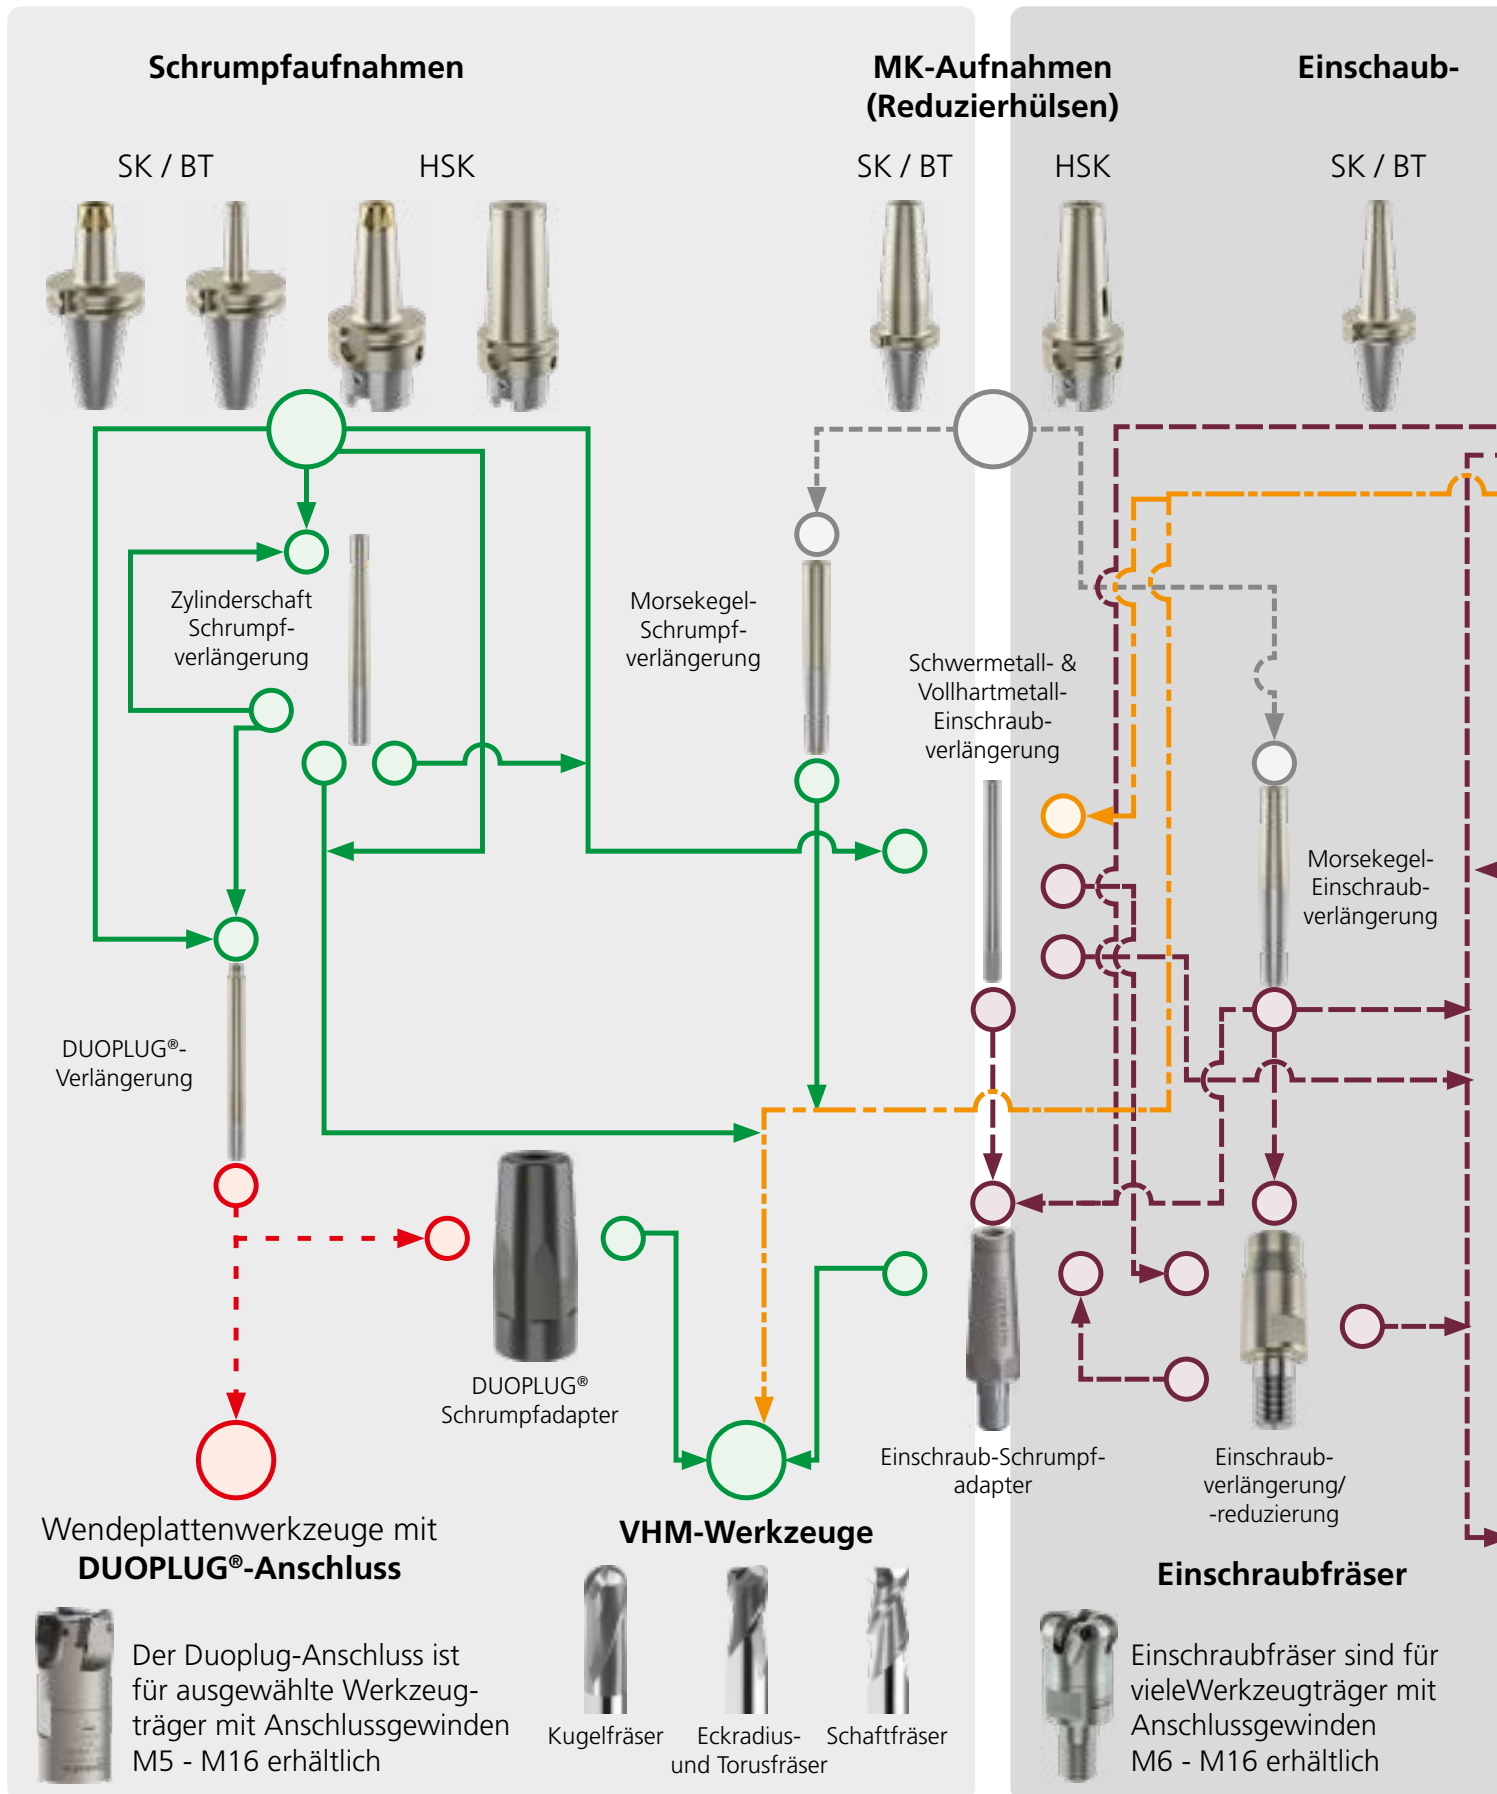 Schrumpfaufnahmen
MK-Aufnahmen
(Reduzierhülsen)
Einschaub-
SK / BT
HSK
SK / BT
HSK
SK / BT
Zylinderschaft
Schrumpf-
verlängerung
Morsekegel-
Schrumpf-
verlängerung
Schwermetall- &
Vollhartmetall-
Einschraub-
verlängerung
Morsekegel-
Einschraub-
verlängerung
DUOPLUG®-
Verlängerung
DUOPLUG®
Schrumpfadapter
Einschraub-Schrumpf-
adapter
Einschraub-
verlängerung/
-reduzierung
Wendeplattenwerkzeuge mit
DUOPLUG®-Anschluss
Der Duoplug-Anschluss ist
für ausgewählte Werkzeug-
träger mit Anschlussgewinden
M5 - M16 erhältlich
VHM-Werkzeuge
Kugelfräser
Eckradius-
und Torusfräser
Schaftfräser
Einschraubfräser
Einschraubfräser sind für
vieleWerkzeugträger mit
Anschlussgewinden
M6 - M16 erhältlich